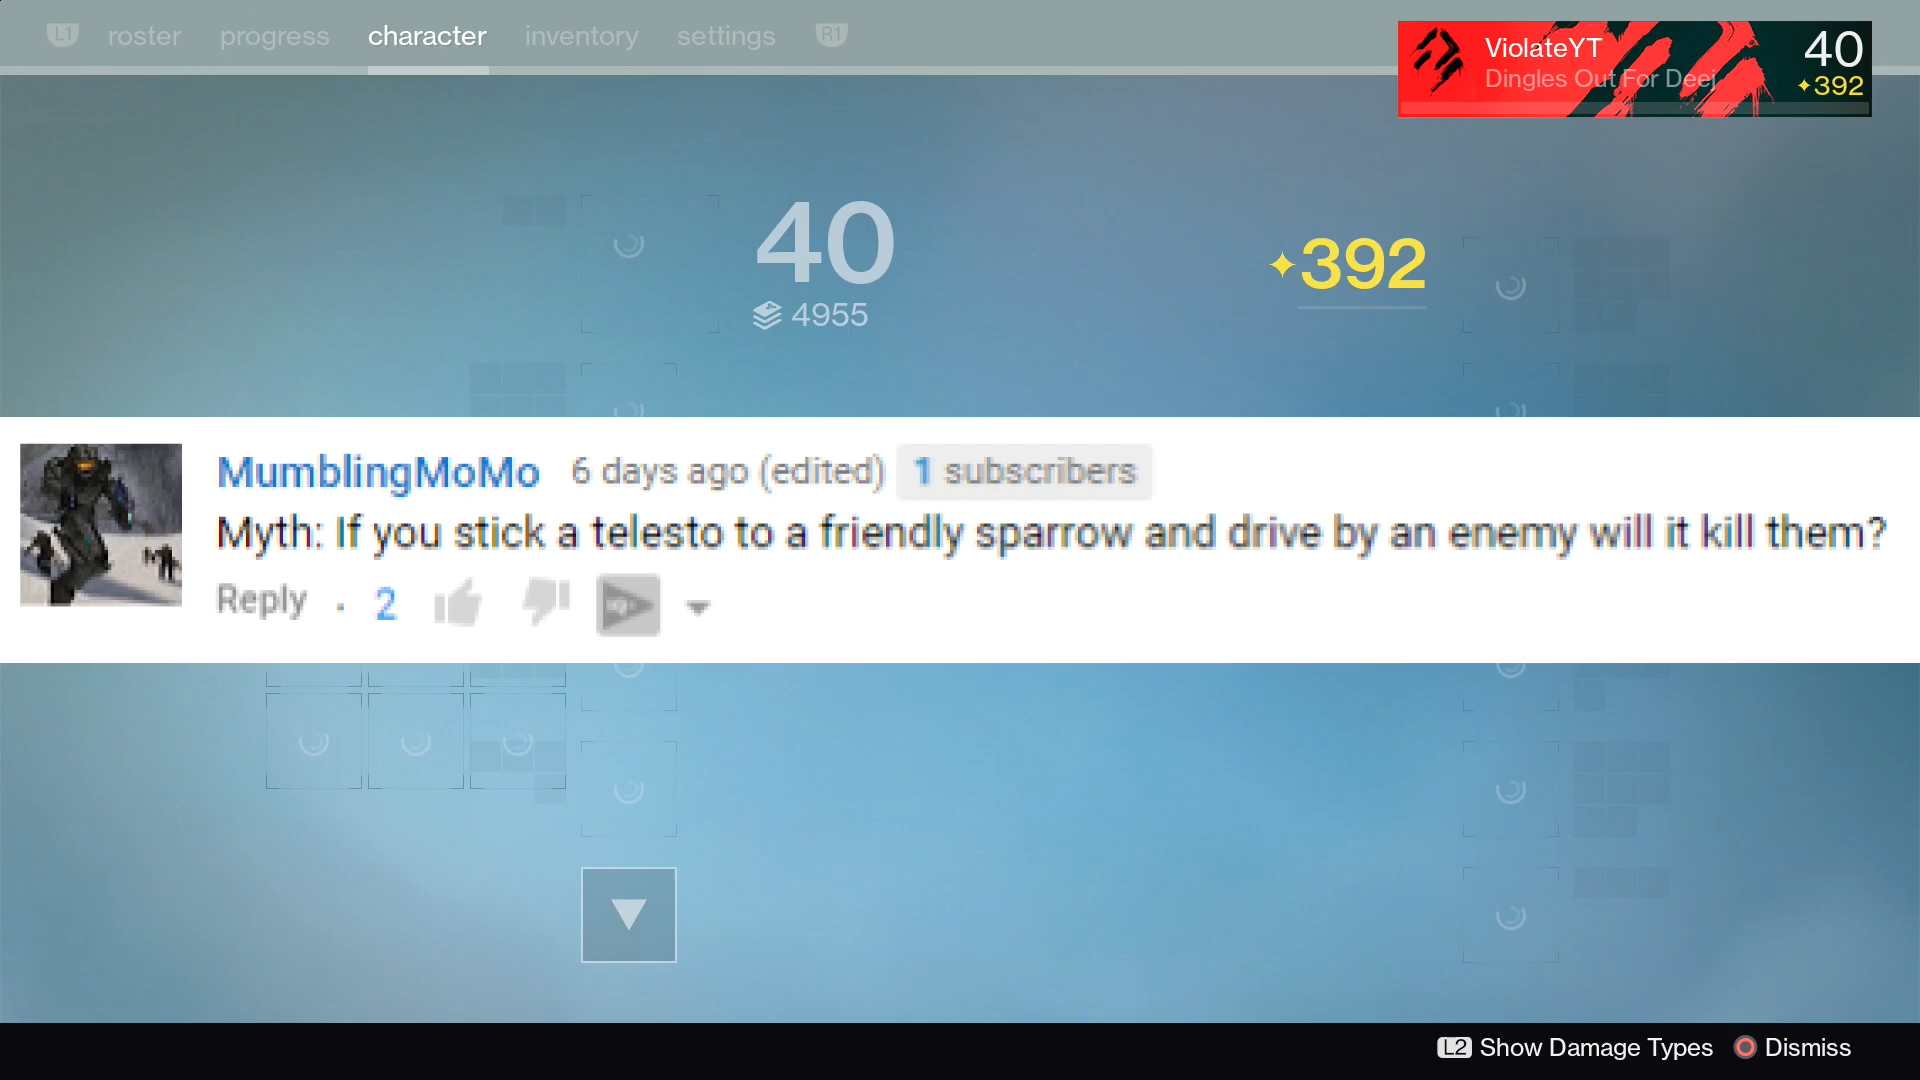 L1 roster progress character inventory settings R1
ViolateYT 40
Dingles Out For Deej ✦392
40
4955
✦392
MumblingMoMo 6 days ago (edited) 1 subscribers
Myth: If you stick a telesto to a friendly sparrow and drive by an enemy will it kill them?
Reply · 2
L2 Show Damage Types Dismiss